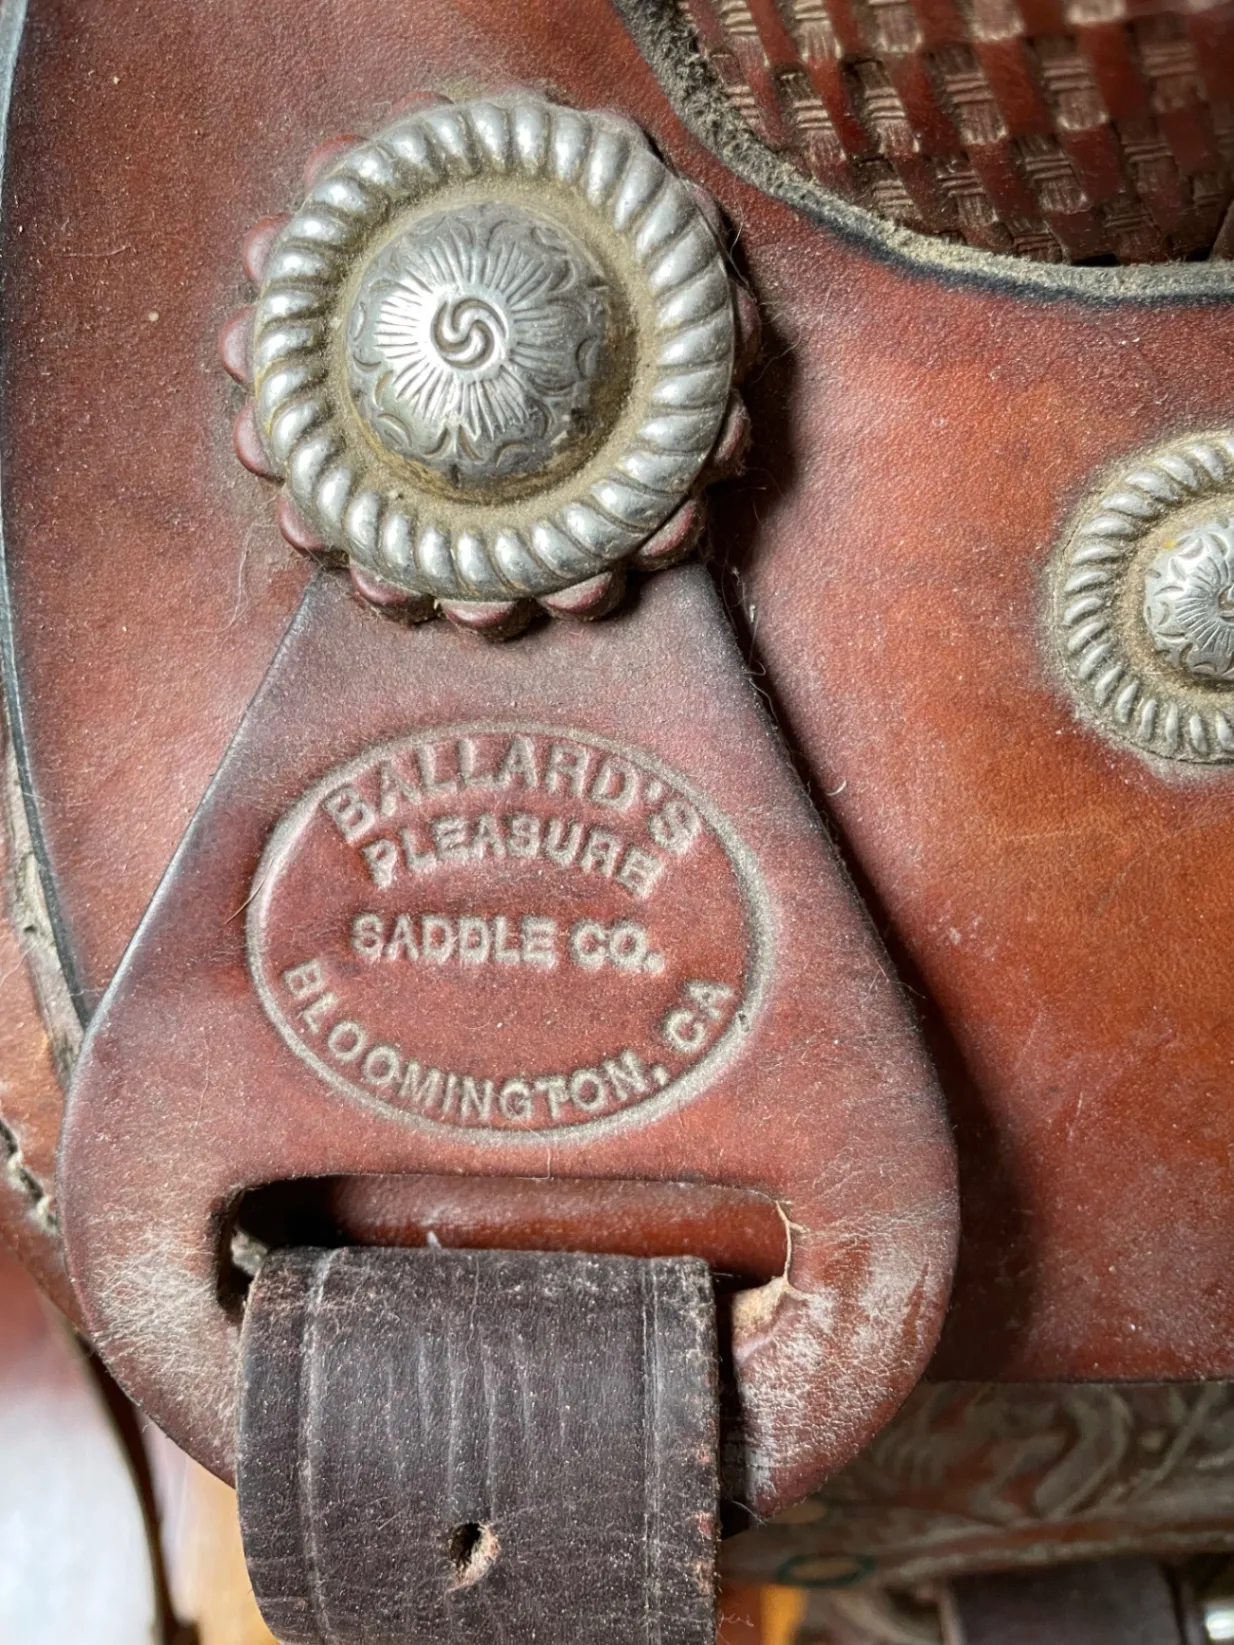 BALLARD'S
PLEASURE
SADDLE CO.
BLOOMINGTON, CA